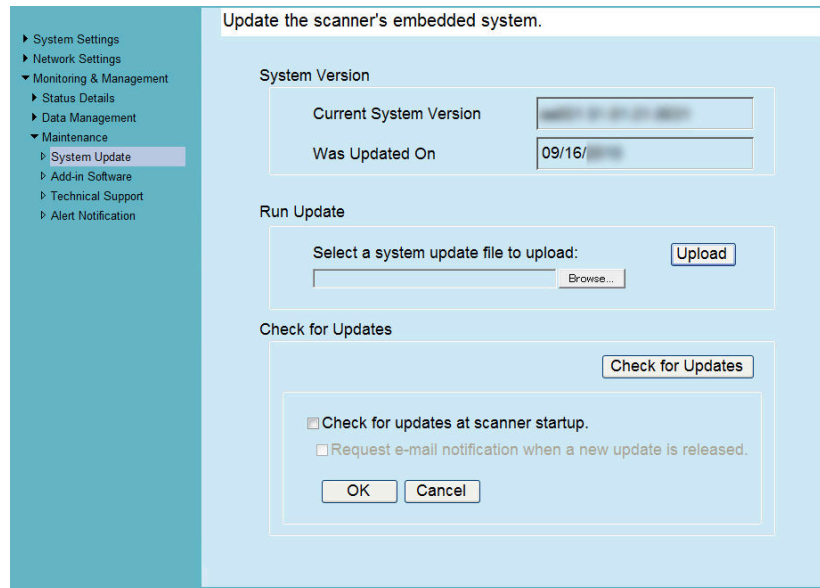 Update the scanner's embedded system.
System Settings
Network Settings
Monitoring & Management
Status Details
Data Management
Maintenance
System Update
Add-in Software
Technical Support
Alert Notification
System Version
Current System Version
Was Updated On 09/16/
Run Update
Select a system update file to upload: Upload
Browse...
Check for Updates
Check for Updates
Check for updates at scanner startup.
Request e-mail notification when a new update is released.
OK Cancel